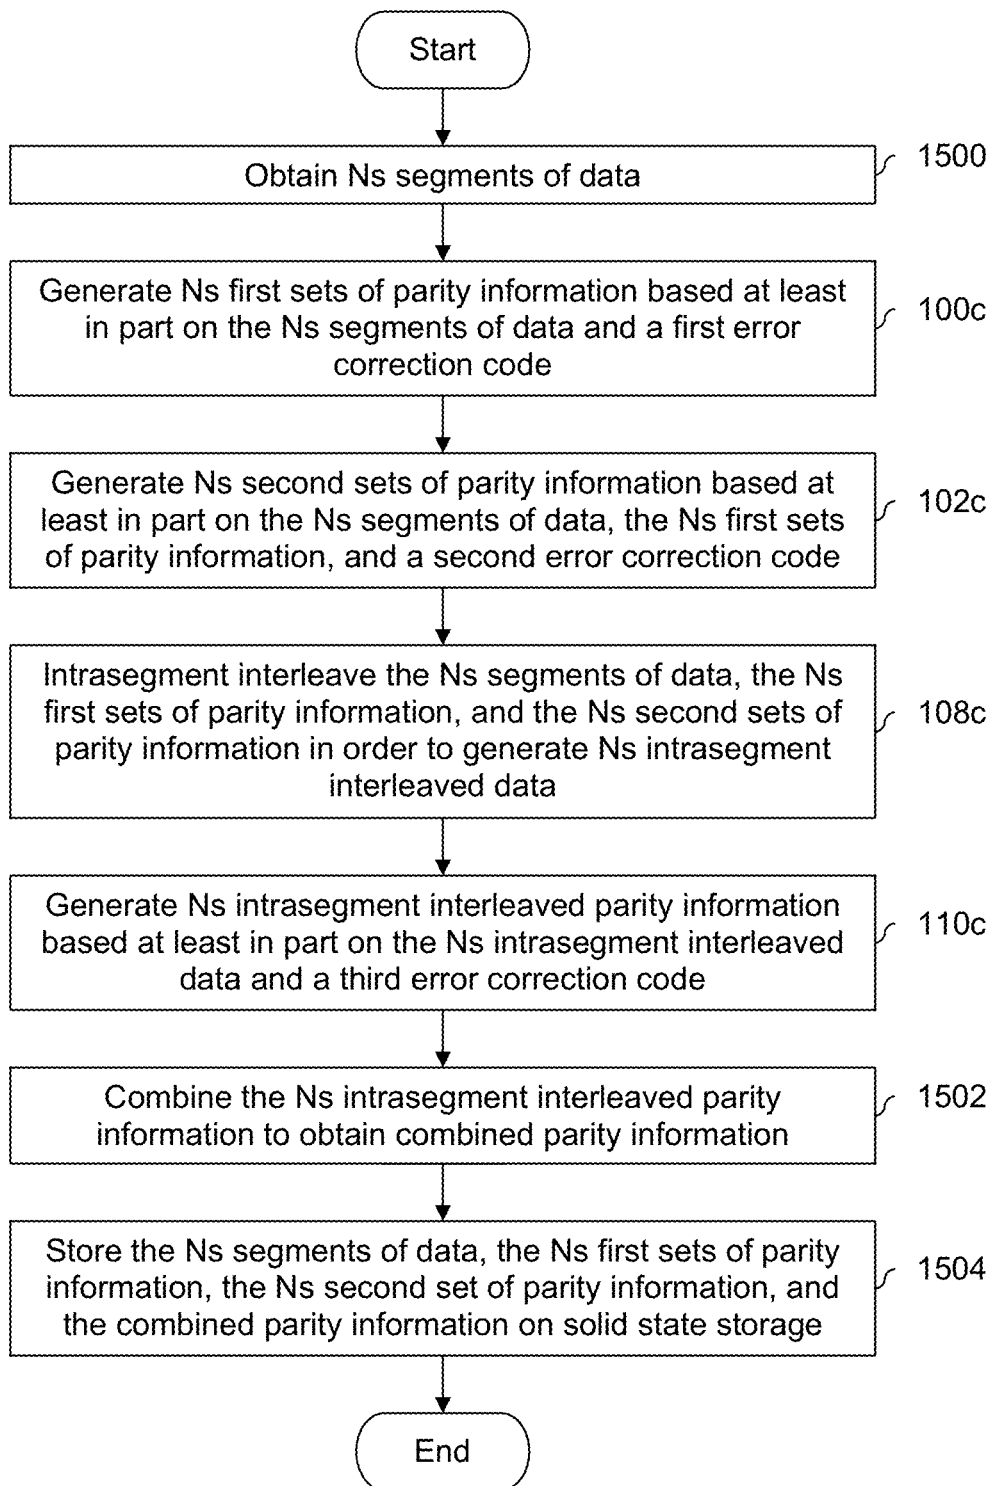 Start
Obtain Ns segments of data
1500
Generate Ns first sets of parity information based at least
in part on the Ns segments of data and a first error
correction code
100c
Generate Ns second sets of parity information based at
least in part on the Ns segments of data, the Ns first sets
of parity information, and a second error correction code
102c
Intrasegment interleave the Ns segments of data, the Ns
first sets of parity information, and the Ns second sets of
parity information in order to generate Ns intrasegment
interleaved data
108c
Generate Ns intrasegment interleaved parity information
based at least in part on the Ns intrasegment interleaved
data and a third error correction code
110c
Combine the Ns intrasegment interleaved parity
information to obtain combined parity information
1502
Store the Ns segments of data, the Ns first sets of parity
information, the Ns second set of parity information, and
the combined parity information on solid state storage
1504
End